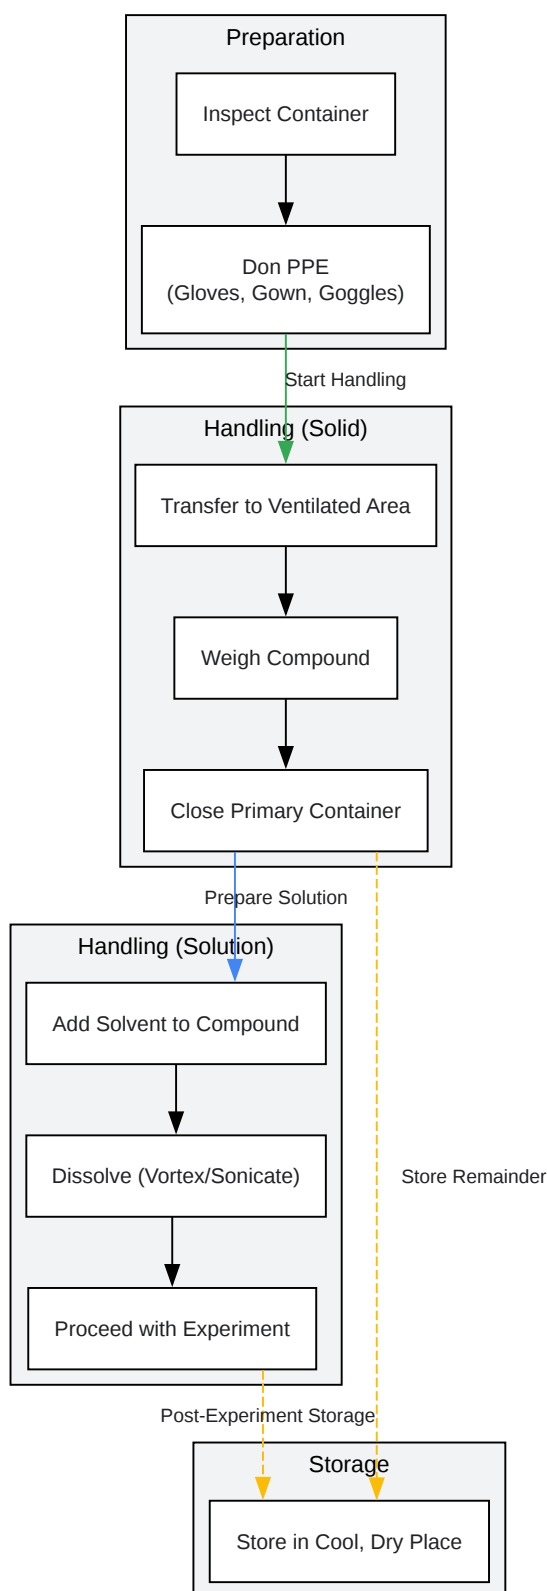 Preparation
Inspect Container
Don PPE
(Gloves, Gown, Goggles)
Start Handling
Handling (Solid)
Transfer to Ventilated Area
Weigh Compound
Close Primary Container
Prepare Solution
Handling (Solution)
Add Solvent to Compound
Dissolve (Vortex/Sonicate)
Store Remainder
Proceed with Experiment
Post-Experiment Storage
Storage
Store in Cool, Dry Place